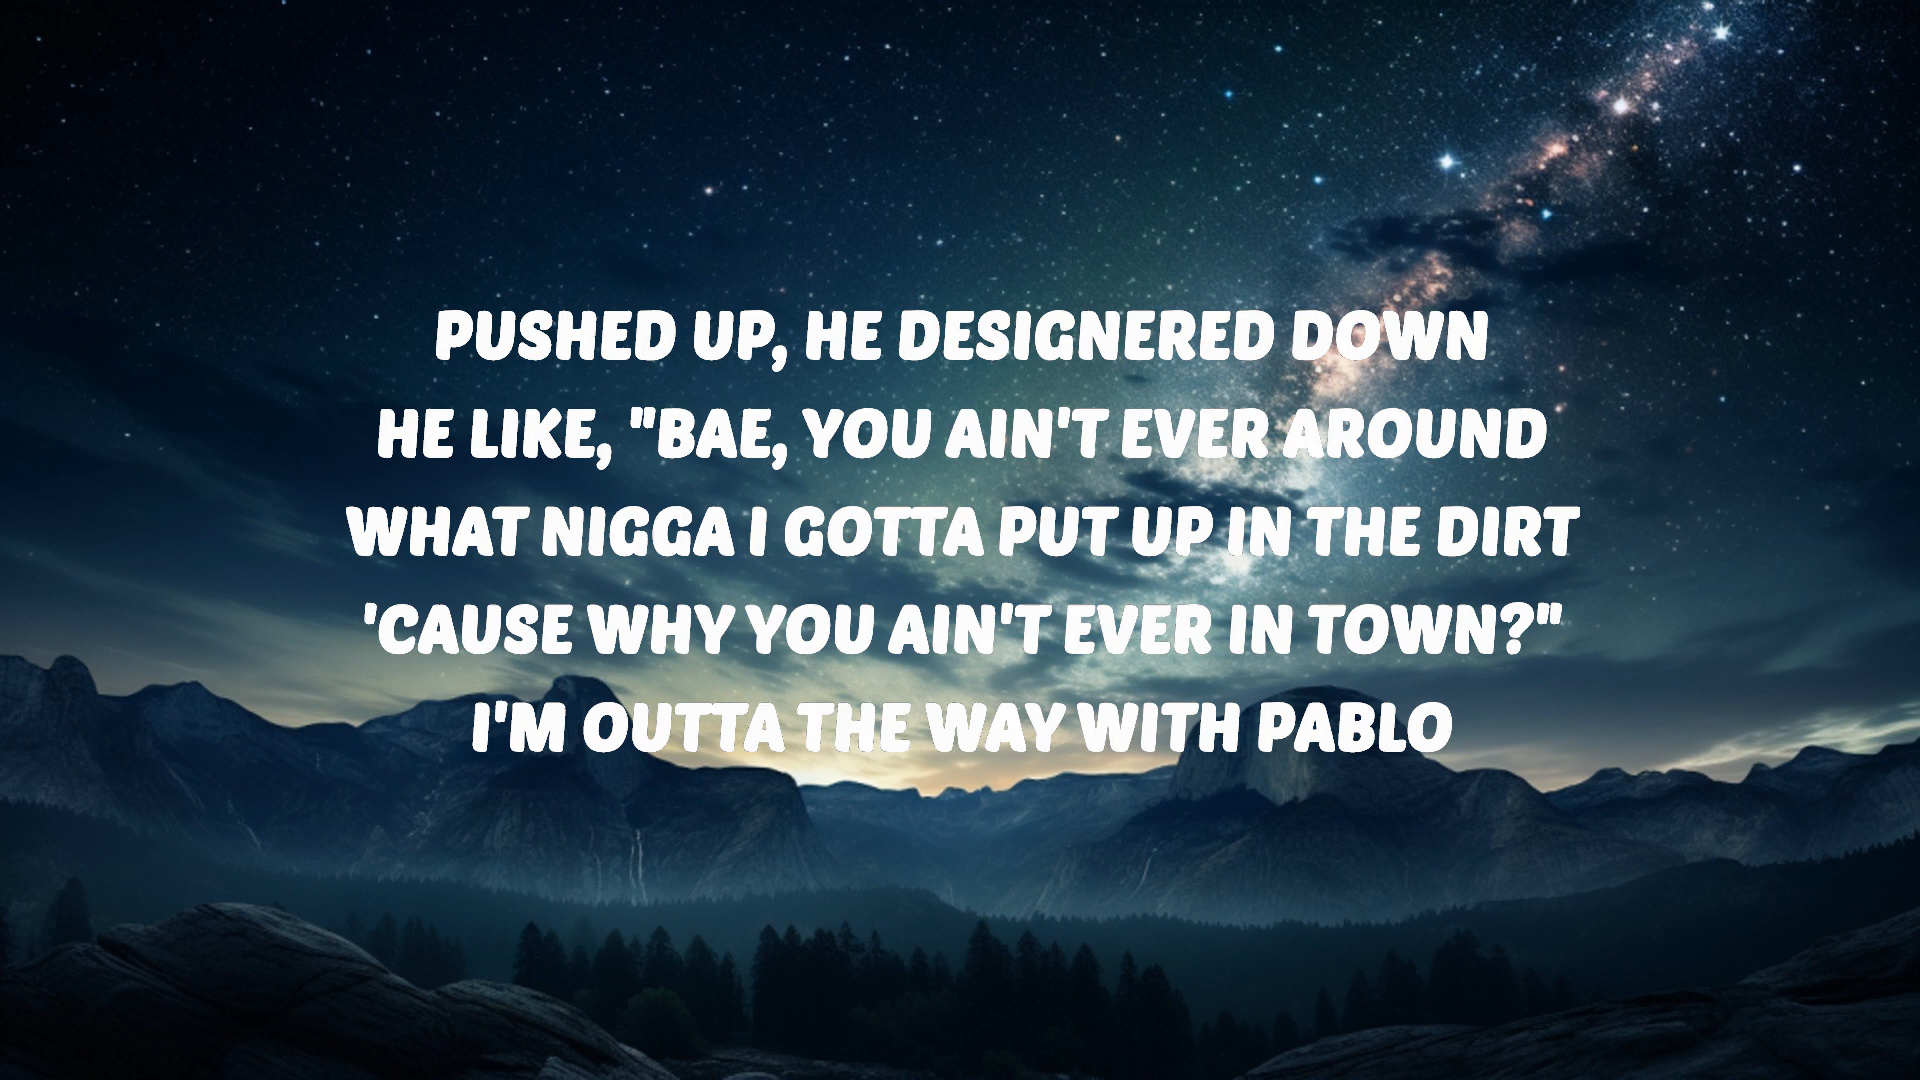 PUSHED UP, HE DESIGNERED DOWN
HE LIKE, "BAE, YOU AIN'T EVER AROUND
WHAT NIGGA I GOTTA PUT UP IN THE DIRT
'CAUSE WHY YOU AIN'T EVER IN TOWN?"
I'M OUTTA THE WAY WITH PABLO